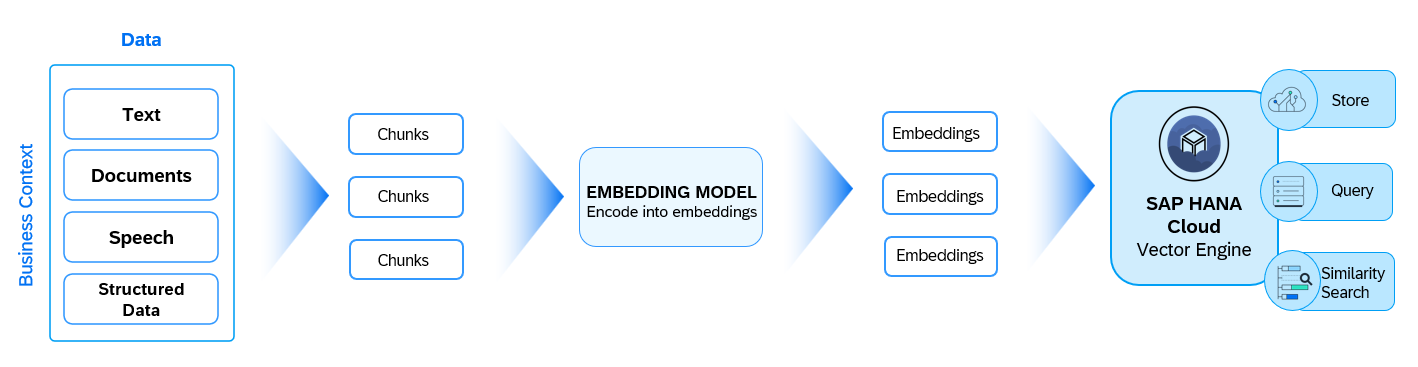 Data
Business Context
Text
Documents
Speech
Structured
Data
Chunks
Chunks
Chunks
EMBEDDING MODEL
Encode into embeddings
Embeddings
Embeddings
Embeddings
SAP HANA
Cloud
Vector Engine
Store
Query
Similarity
Search